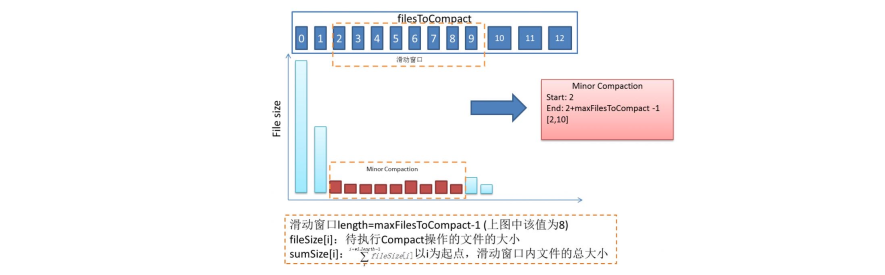 filesToCompact
0 1 2 3 4 5 6 7 8 9 10 11 12
滑动窗口
File size
Minor Compaction
Start: 2
End: 2+maxFilesToCompact -1
[2,10]
Minor Compaction
滑动窗口length=maxFilesToCompact-1 (上图中该值为8)
fileSize[i]：待执行Compact操作的文件的大小
sumSize[i]： ∑ fileSize[i] 以i为起点，滑动窗口内文件的总大小